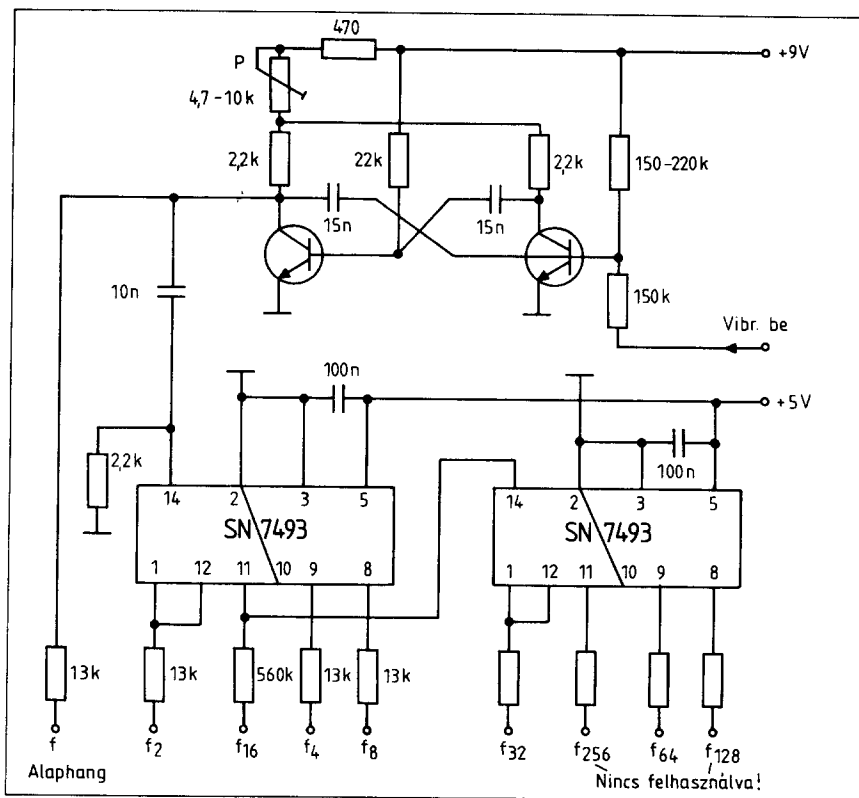 470
P
+9V
4,7-10k
2,2k
22k
2,2k
150-220k
15n
15n
10n
150k
Vibr. be
100n
+5V
2,2k
100n
14
2
3
5
14
2
3
5
SN 7493
SN 7493
1
12
11
10
9
8
1
12
11
10
9
8
13k
13k
560k
13k
13k
f
f2
f16
f4
f8
f32
f256
f64
f128
Alaphang
Nincs felhasználva!